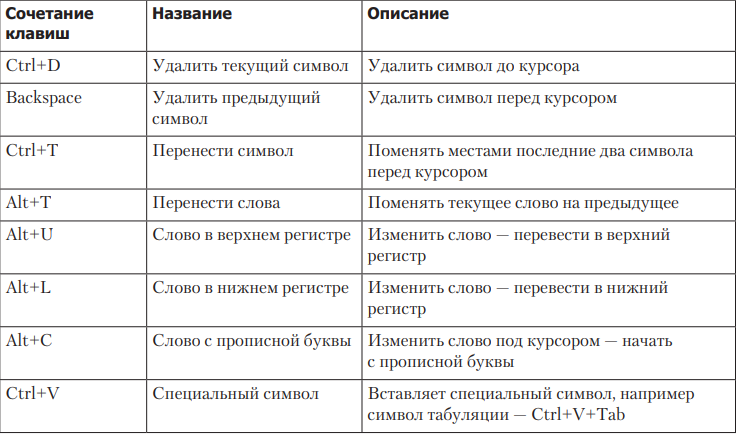 Сочетание клавиш Название Описание
Ctrl+D Удалить текущий символ Удалить символ до курсора
Backspace Удалить предыдущий символ Удалить символ перед курсором
Ctrl+T Перенести символ Поменять местами последние два символа перед курсором
Alt+T Перенести слова Поменять текущее слово на предыдущее
Alt+U Слово в верхнем регистре Изменить слово — перевести в верхний регистр
Alt+L Слово в нижнем регистре Изменить слово — перевести в нижний регистр
Alt+C Слово с прописной буквы Изменить слово под курсором — начать с прописной буквы
Ctrl+V Специальный символ Вставляет специальный символ, например символ табуляции — Ctrl+V+Tab